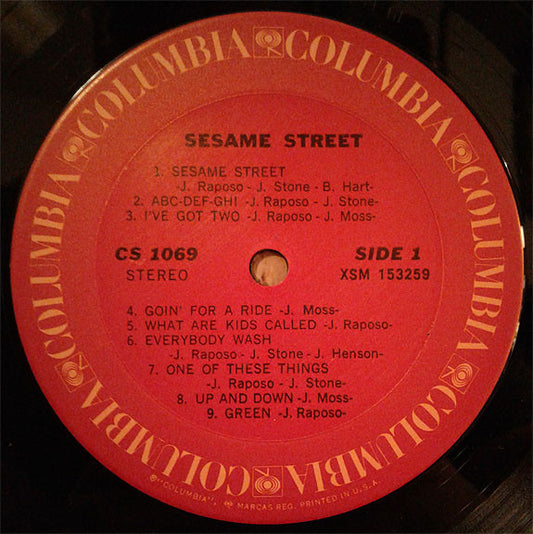 COLUMBIA COLUMBIA COLUMBIA COLUMBIA COLUMBIA COLUMBIA
SESAME STREET
1. SESAME STREET
-J. Raposo - J. Stone - B. Hart-
2. ABC-DEF-GHI -J. Raposo - J. Stone-
3. I'VE GOT TWO -J. Raposo - J. Moss-
CS 1069
SIDE 1
STEREO
XSM 153259
4. GOIN' FOR A RIDE -J. Moss-
5. WHAT ARE KIDS CALLED -J. Raposo-
6. EVERYBODY WASH
-J. Raposo - J. Stone - J. Henson-
7. ONE OF THESE THINGS
-J. Raposo - J. Stone-
8. UP AND DOWN -J. Moss-
9. GREEN -J. Raposo-
®"COLUMBIA", MARCAS REG. PRINTED IN U.S.A.